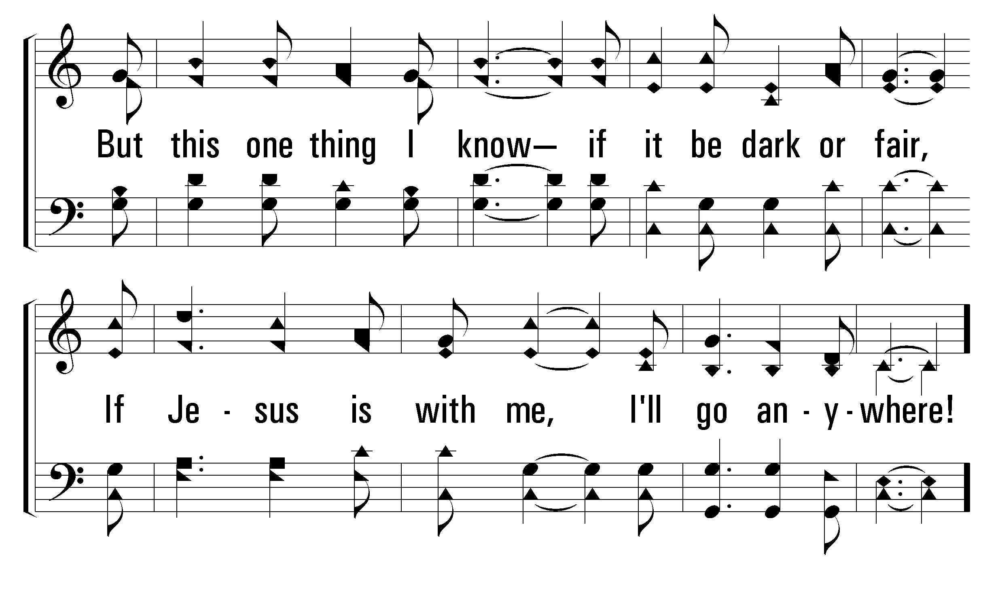 But this one thing I know— if it be dark or fair,
If Je - sus is with me, I'll go an - y - where!